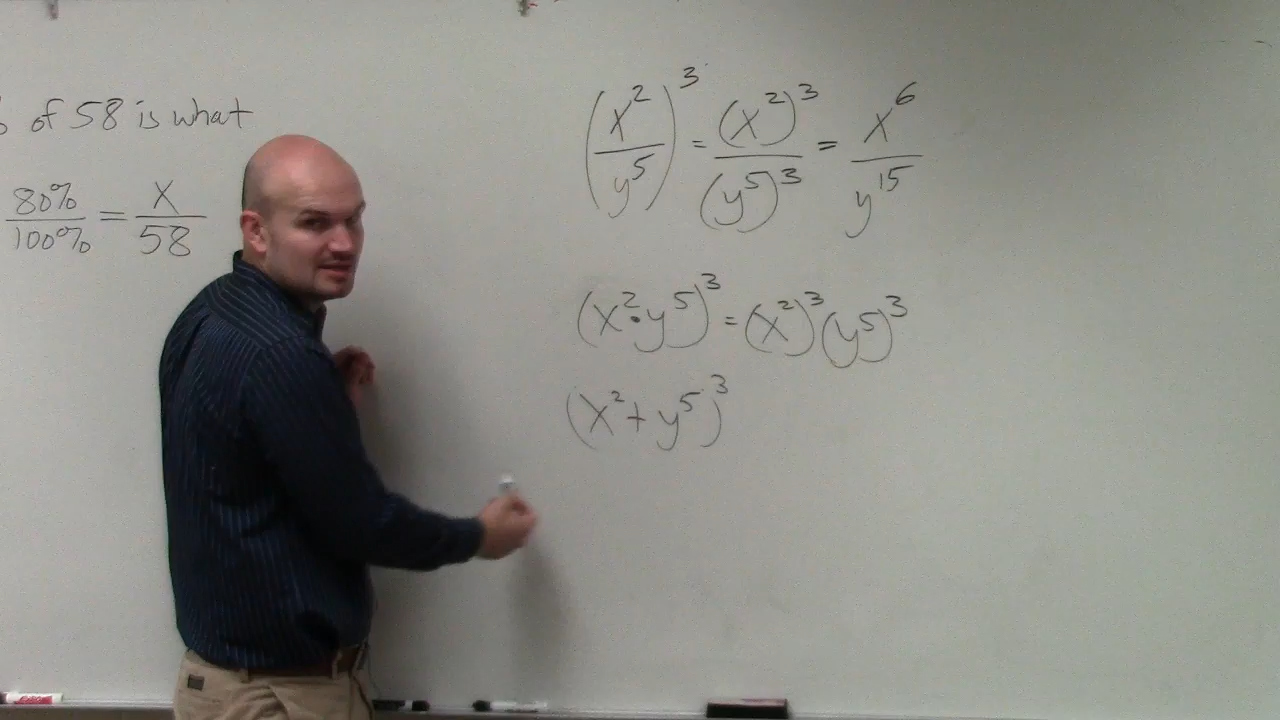 of 58 is what
80%/100% = X/58
(x²/y⁵)³ = (x²)³/(y⁵)³ = x⁶/y¹⁵
(x²•y⁵)³ = (x²)³(y⁵)³
(x²+y⁵)³